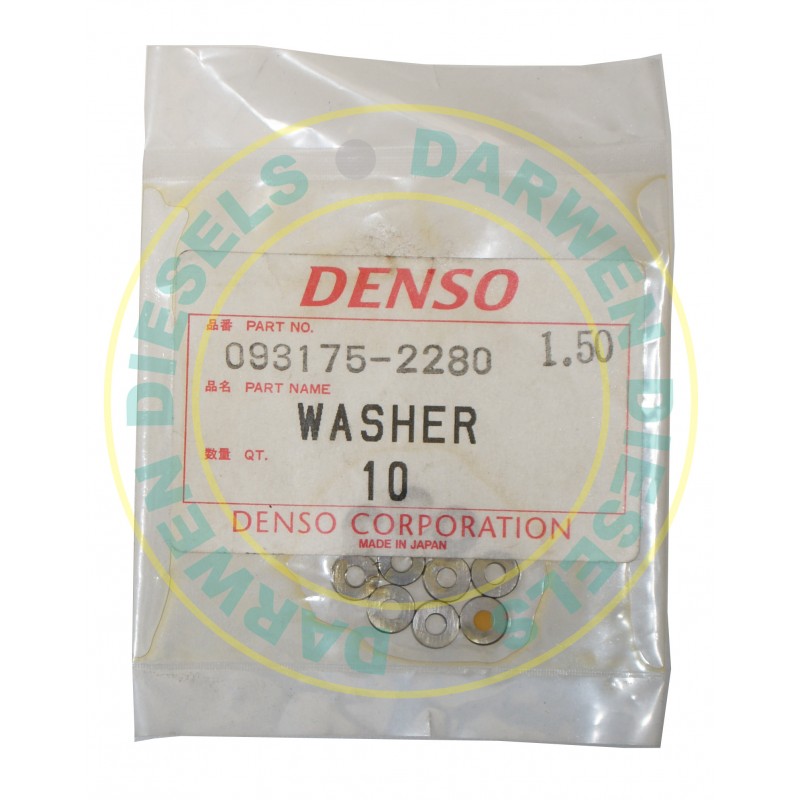 DENSO
品番 PART NO.
093175-2280 1.50
品名 PART NAME
WASHER
数量 QT.
10
DENSO CORPORATION
MADE IN JAPAN
DARWEN DIESELS
DARWEN DIESELS